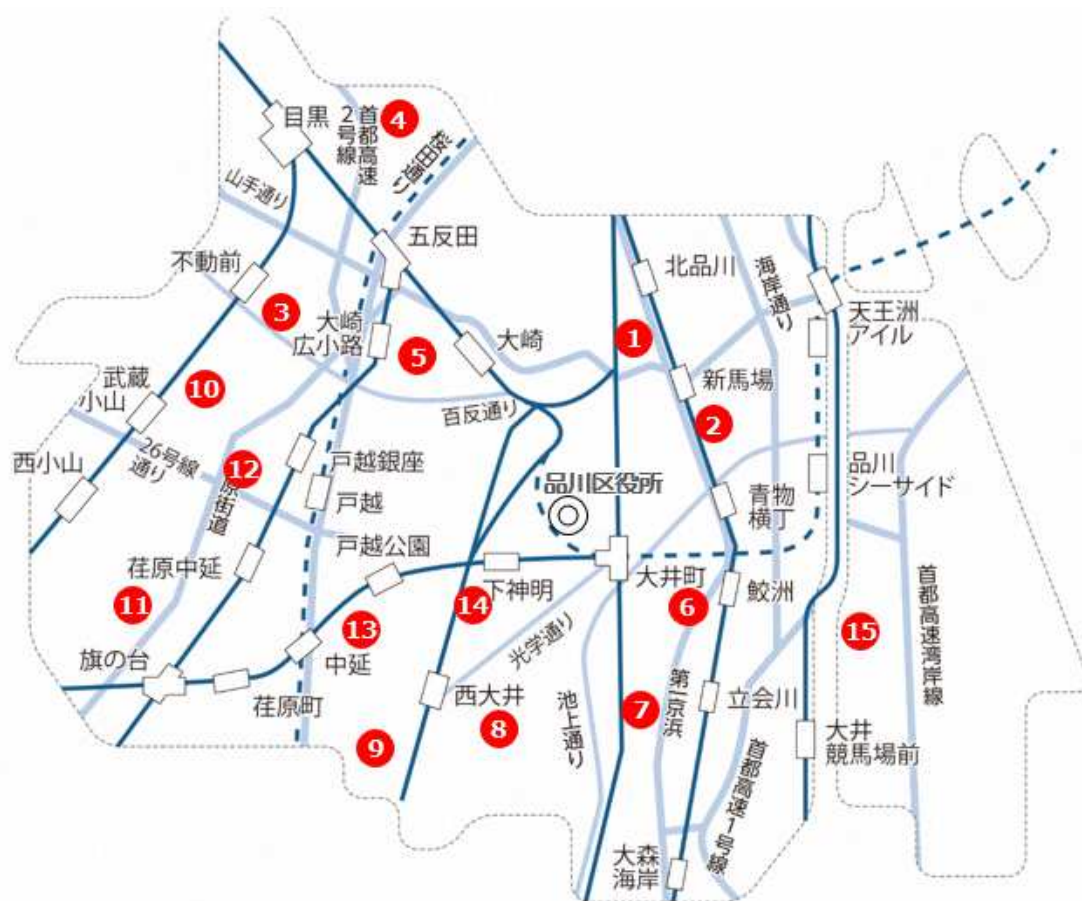 目黒
首都高速
2号線
4
桜田通り
山手通り
五反田
不動前
北品川
海岸通り
天王洲
アイル
3
大崎
広小路
5
大崎
1
新馬場
武蔵
小山
10
百反通り
2
26号線
通り
西小山
12
原街道
戸越銀座
戸越
品川区役所
青物
横丁
品川
シーサイド
戸越公園
荏原中延
下神明
大井町
鮫洲
11
13
14
6
15
首都高速湾岸線
光学通り
旗の台
中延
荏原町
西大井
8
池上通り
7
第一京浜
立会川
大井
競馬場前
9
首都高速1号線
大森
海岸